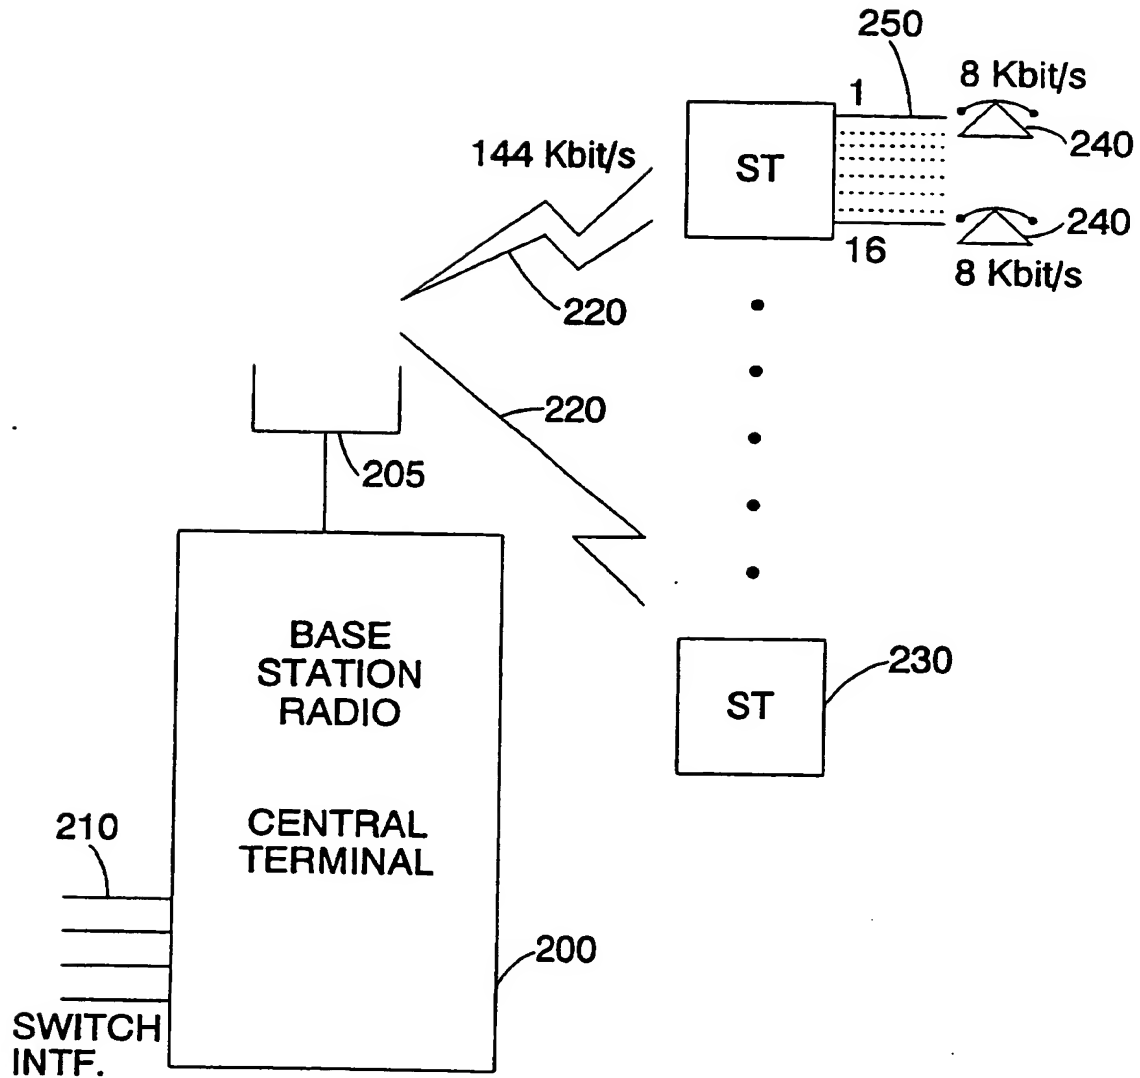 250
1
8 Kbit/s
240
144 Kbit/s
ST
240
16
8 Kbit/s
220
220
205
BASE
STATION
RADIO
230
ST
CENTRAL
TERMINAL
210
200
SWITCH
INTF.